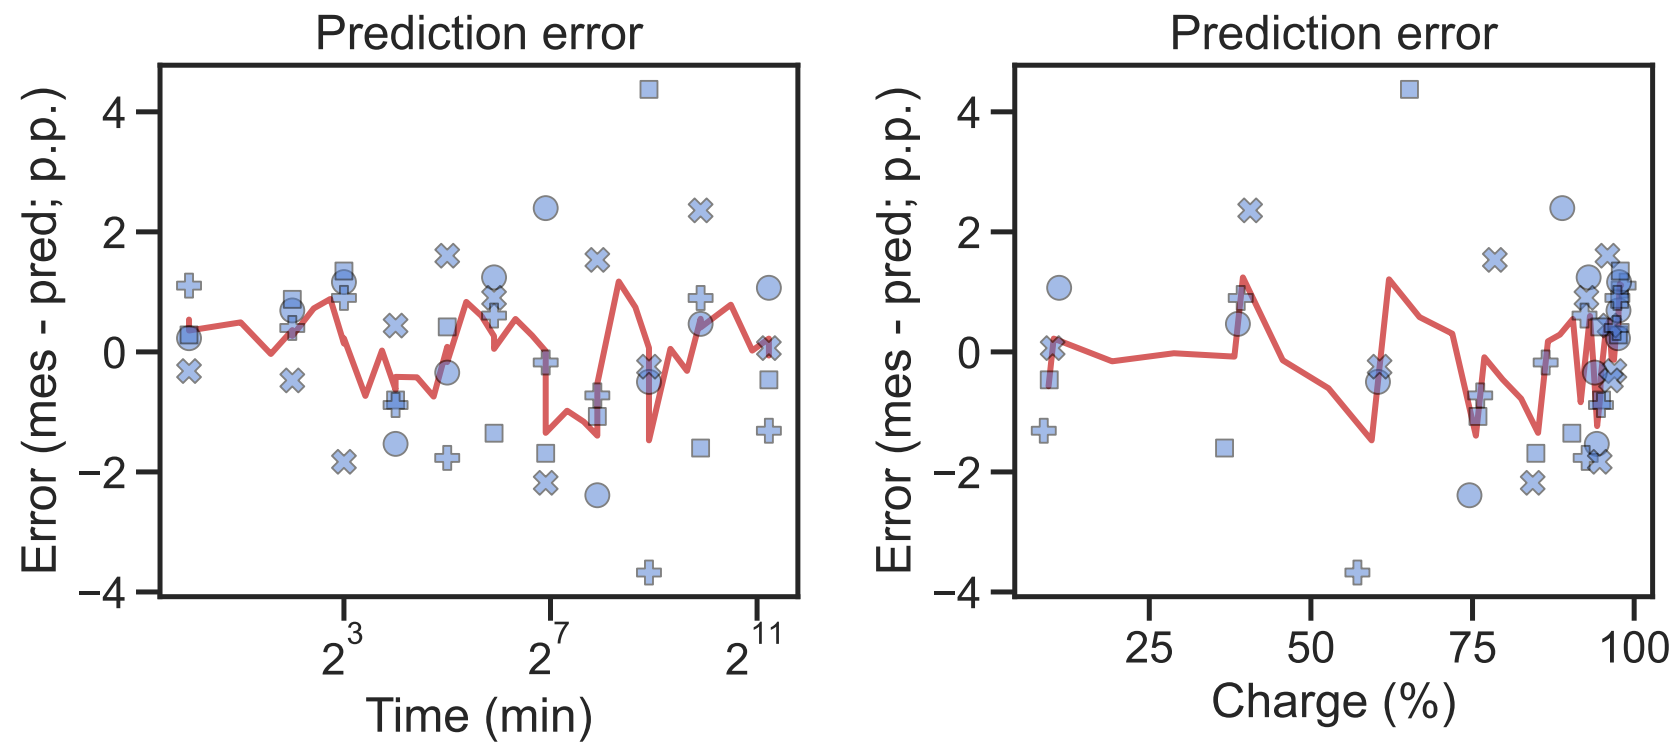 Prediction error
Error (mes - pred; p.p.)
4
2
0
−2
−4
2^3
2^7
2^11
Time (min)
Prediction error
Error (mes - pred; p.p.)
4
2
0
−2
−4
25
50
75
100
Charge (%)